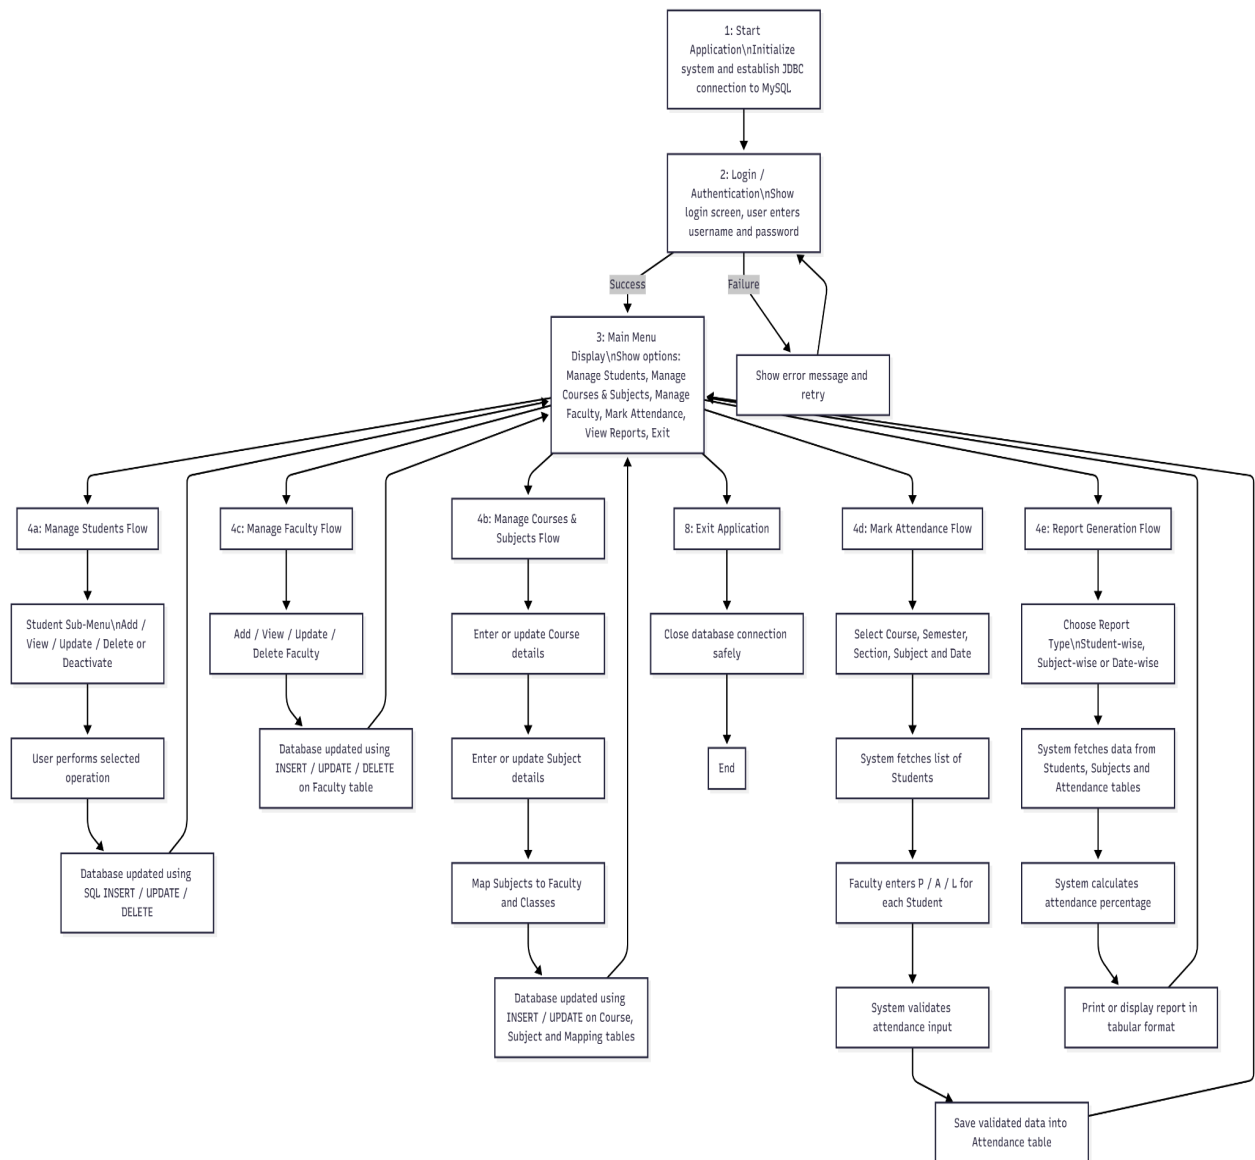 1: Start
Application\nInitialize
system and establish JDBC
connection to MySQL
2: Login /
Authentication\nShow
login screen, user enters
username and password
Success
Failure
3: Main Menu
Display\nShow options:
Manage Students, Manage
Courses & Subjects, Manage
Faculty, Mark Attendance,
View Reports, Exit
Show error message and
retry
4a: Manage Students Flow
Student Sub-Menu\nAdd /
View / Update / Delete or
Deactivate
User performs selected
operation
Database updated using
SQL INSERT / UPDATE /
DELETE
4c: Manage Faculty Flow
Add / View / Update /
Delete Faculty
Database updated using
INSERT / UPDATE / DELETE
on Faculty table
4b: Manage Courses &
Subjects Flow
Enter or update Course
details
Enter or update Subject
details
Map Subjects to Faculty
and Classes
Database updated using
INSERT / UPDATE on Course,
Subject and Mapping tables
8: Exit Application
Close database connection
safely
End
4d: Mark Attendance Flow
Select Course, Semester,
Section, Subject and Date
System fetches list of
Students
Faculty enters P / A / L for
each Student
System validates
attendance input
Save validated data into
Attendance table
4e: Report Generation Flow
Choose Report
Type\nStudent-wise,
Subject-wise or Date-wise
System fetches data from
Students, Subjects and
Attendance tables
System calculates
attendance percentage
Print or display report in
tabular format